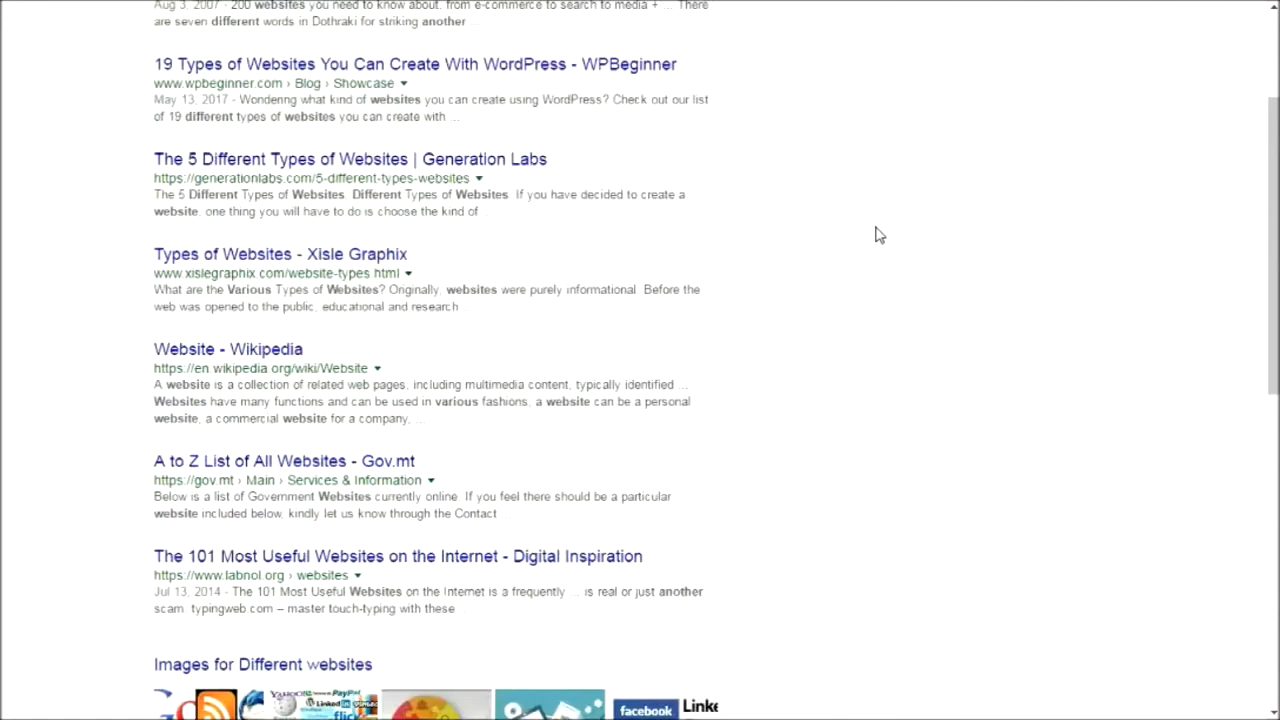 Aug 3, 2007 - 200 websites you need to know about, from e-commerce to search to media + ... There
are seven different words in Dothraki for striking another
19 Types of Websites You Can Create With WordPress - WPBeginner
www.wpbeginner.com › Blog › Showcase
May 13, 2017 - Wondering what kind of websites you can create using WordPress? Check out our list
of 19 different types of websites you can create with ...
The 5 Different Types of Websites | Generation Labs
https://generationlabs.com/5-different-types-websites
The 5 Different Types of Websites. Different Types of Websites. If you have decided to create a
website, one thing you will have to do is choose the kind of
Types of Websites - Xisle Graphix
www.xislegraphix.com/website-types.html
What are the Various Types of Websites? Originally, websites were purely informational. Before the
web was opened to the public, educational and research
Website - Wikipedia
https://en.wikipedia.org/wiki/Website
A website is a collection of related web pages, including multimedia content, typically identified ...
Websites have many functions and can be used in various fashions, a website can be a personal
website, a commercial website for a company, ...
A to Z List of All Websites - Gov.mt
https://gov.mt › Main › Services & Information
Below is a list of Government Websites currently online. If you feel there should be a particular
website included below, kindly let us know through the Contact ...
The 101 Most Useful Websites on the Internet - Digital Inspiration
https://www.labnol.org › websites
Jul 13, 2014 - The 101 Most Useful Websites on the Internet is a frequently ... is real or just another
scam. typingweb.com – master touch-typing with these
Images for Different websites
YAHOO! PayPal
WordPress
LinkedIn
flic
facebook
Linke